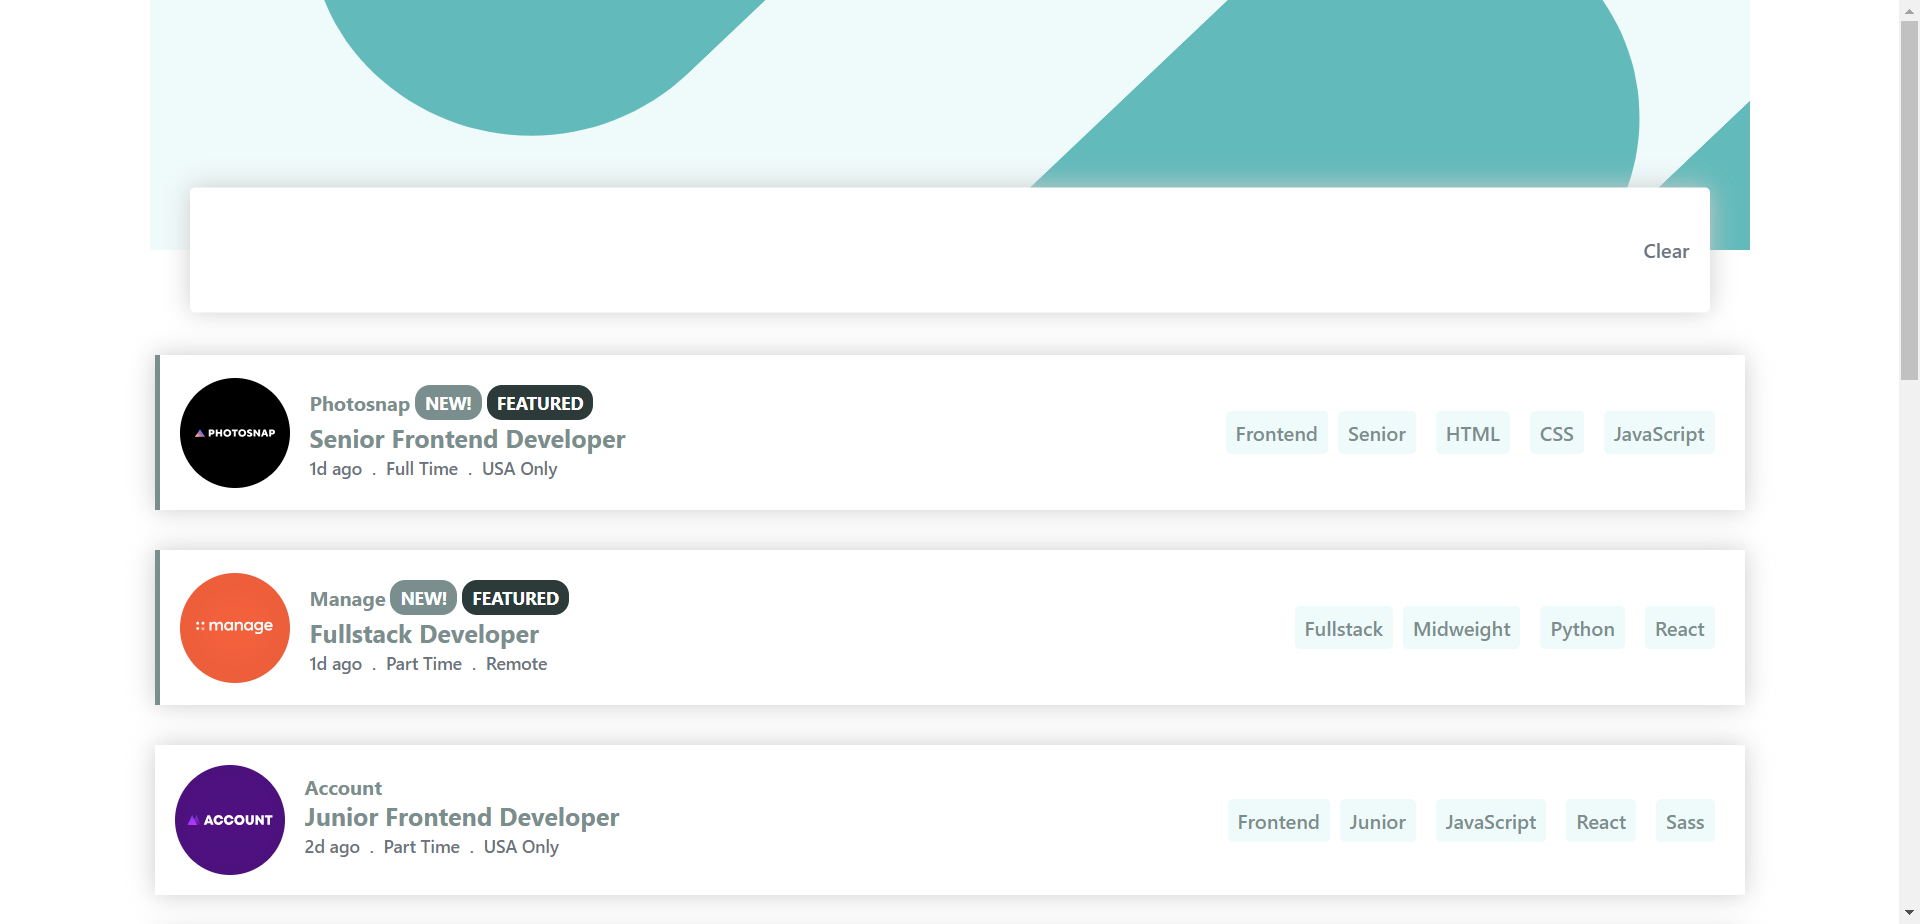 Clear
PHOTOSNAP
Photosnap NEW! FEATURED
Senior Frontend Developer
1d ago . Full Time . USA Only
Frontend Senior HTML CSS JavaScript
manage
Manage NEW! FEATURED
Fullstack Developer
1d ago . Part Time . Remote
Fullstack Midweight Python React
ACCOUNT
Account
Junior Frontend Developer
2d ago . Part Time . USA Only
Frontend Junior JavaScript React Sass